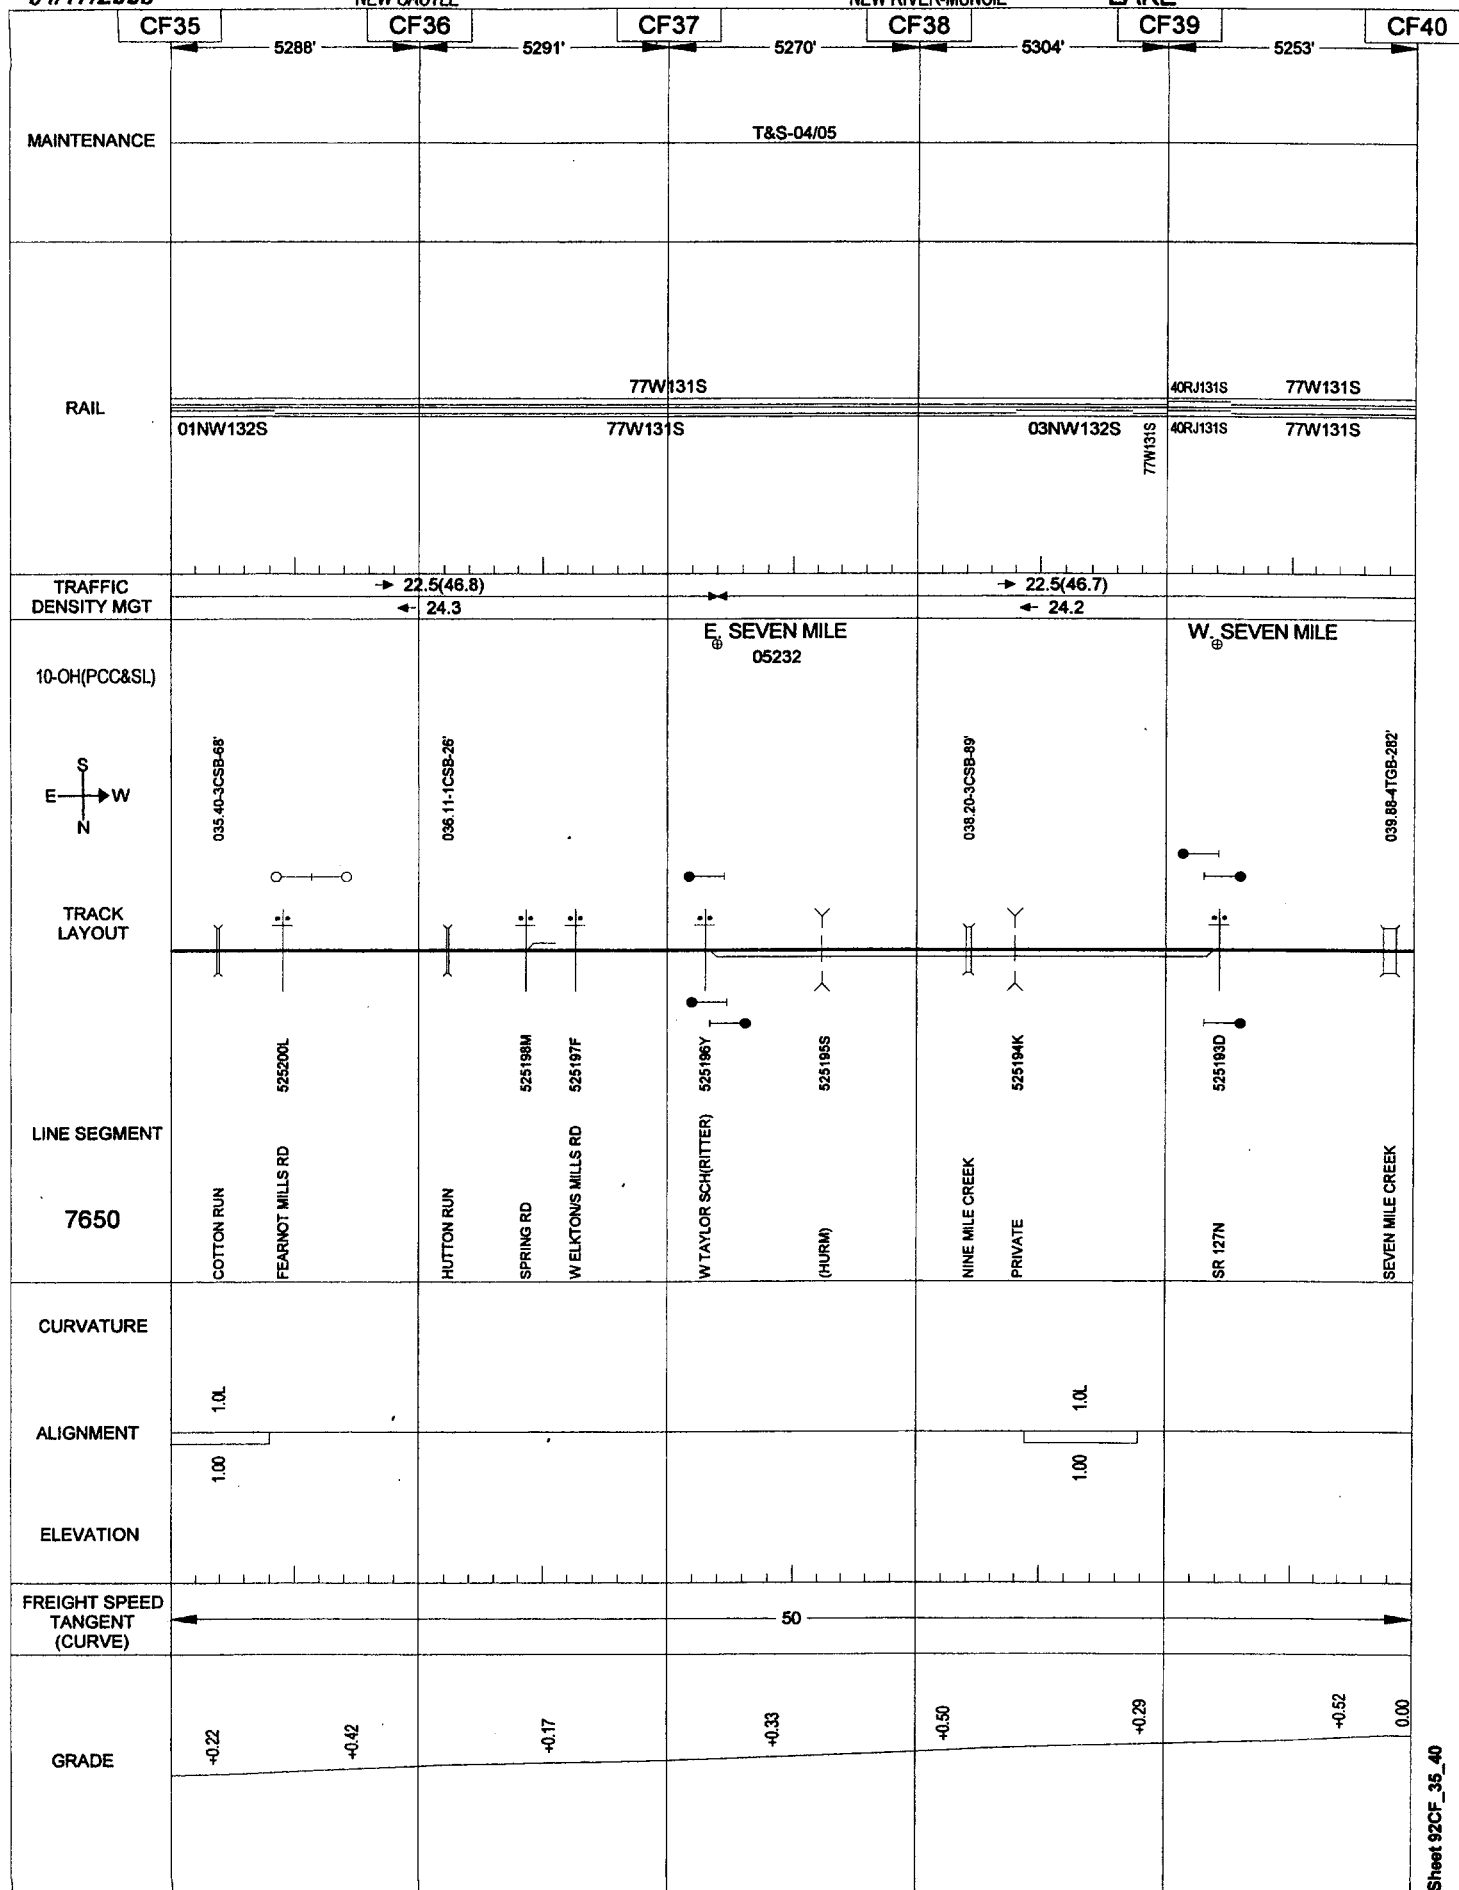 CF35 CF36 CF37 CF38 CF39 CF40
5288' 5291' 5270' 5304' 5253'
MAINTENANCE
T&S-04/05
RAIL
77W131S 40RJ131S 77W131S
01NW132S 77W131S 03NW132S 77W131S 40RJ131S 77W131S
TRAFFIC
DENSITY MGT
22.5(46.8) 22.5(46.7)
24.3 24.2
E. SEVEN MILE W. SEVEN MILE
05232
10-OH(PCC&SL)
S
E W
N
035.40-3CSB-68'
036.11-1CSB-26'
038.20-3CSB-89'
039.88-4TGB-282'
TRACK
LAYOUT
525200L
525198M
525197F
525196Y
525195S
525194K
525193D
LINE SEGMENT
7650
COTTON RUN
FEARNOT MILLS RD
HUTTON RUN
SPRING RD
W ELKTON/S MILLS RD
W TAYLOR SCH(RITTER)
(HURM)
NINE MILE CREEK
PRIVATE
SR 127N
SEVEN MILE CREEK
CURVATURE
1.0L 1.0L
ALIGNMENT
1.00 1.00
ELEVATION
FREIGHT SPEED
TANGENT
(CURVE)
50
GRADE
+0.22 +0.42 +0.17 +0.33 +0.50 +0.29 +0.52 0.00
Sheet 92CF_35_40